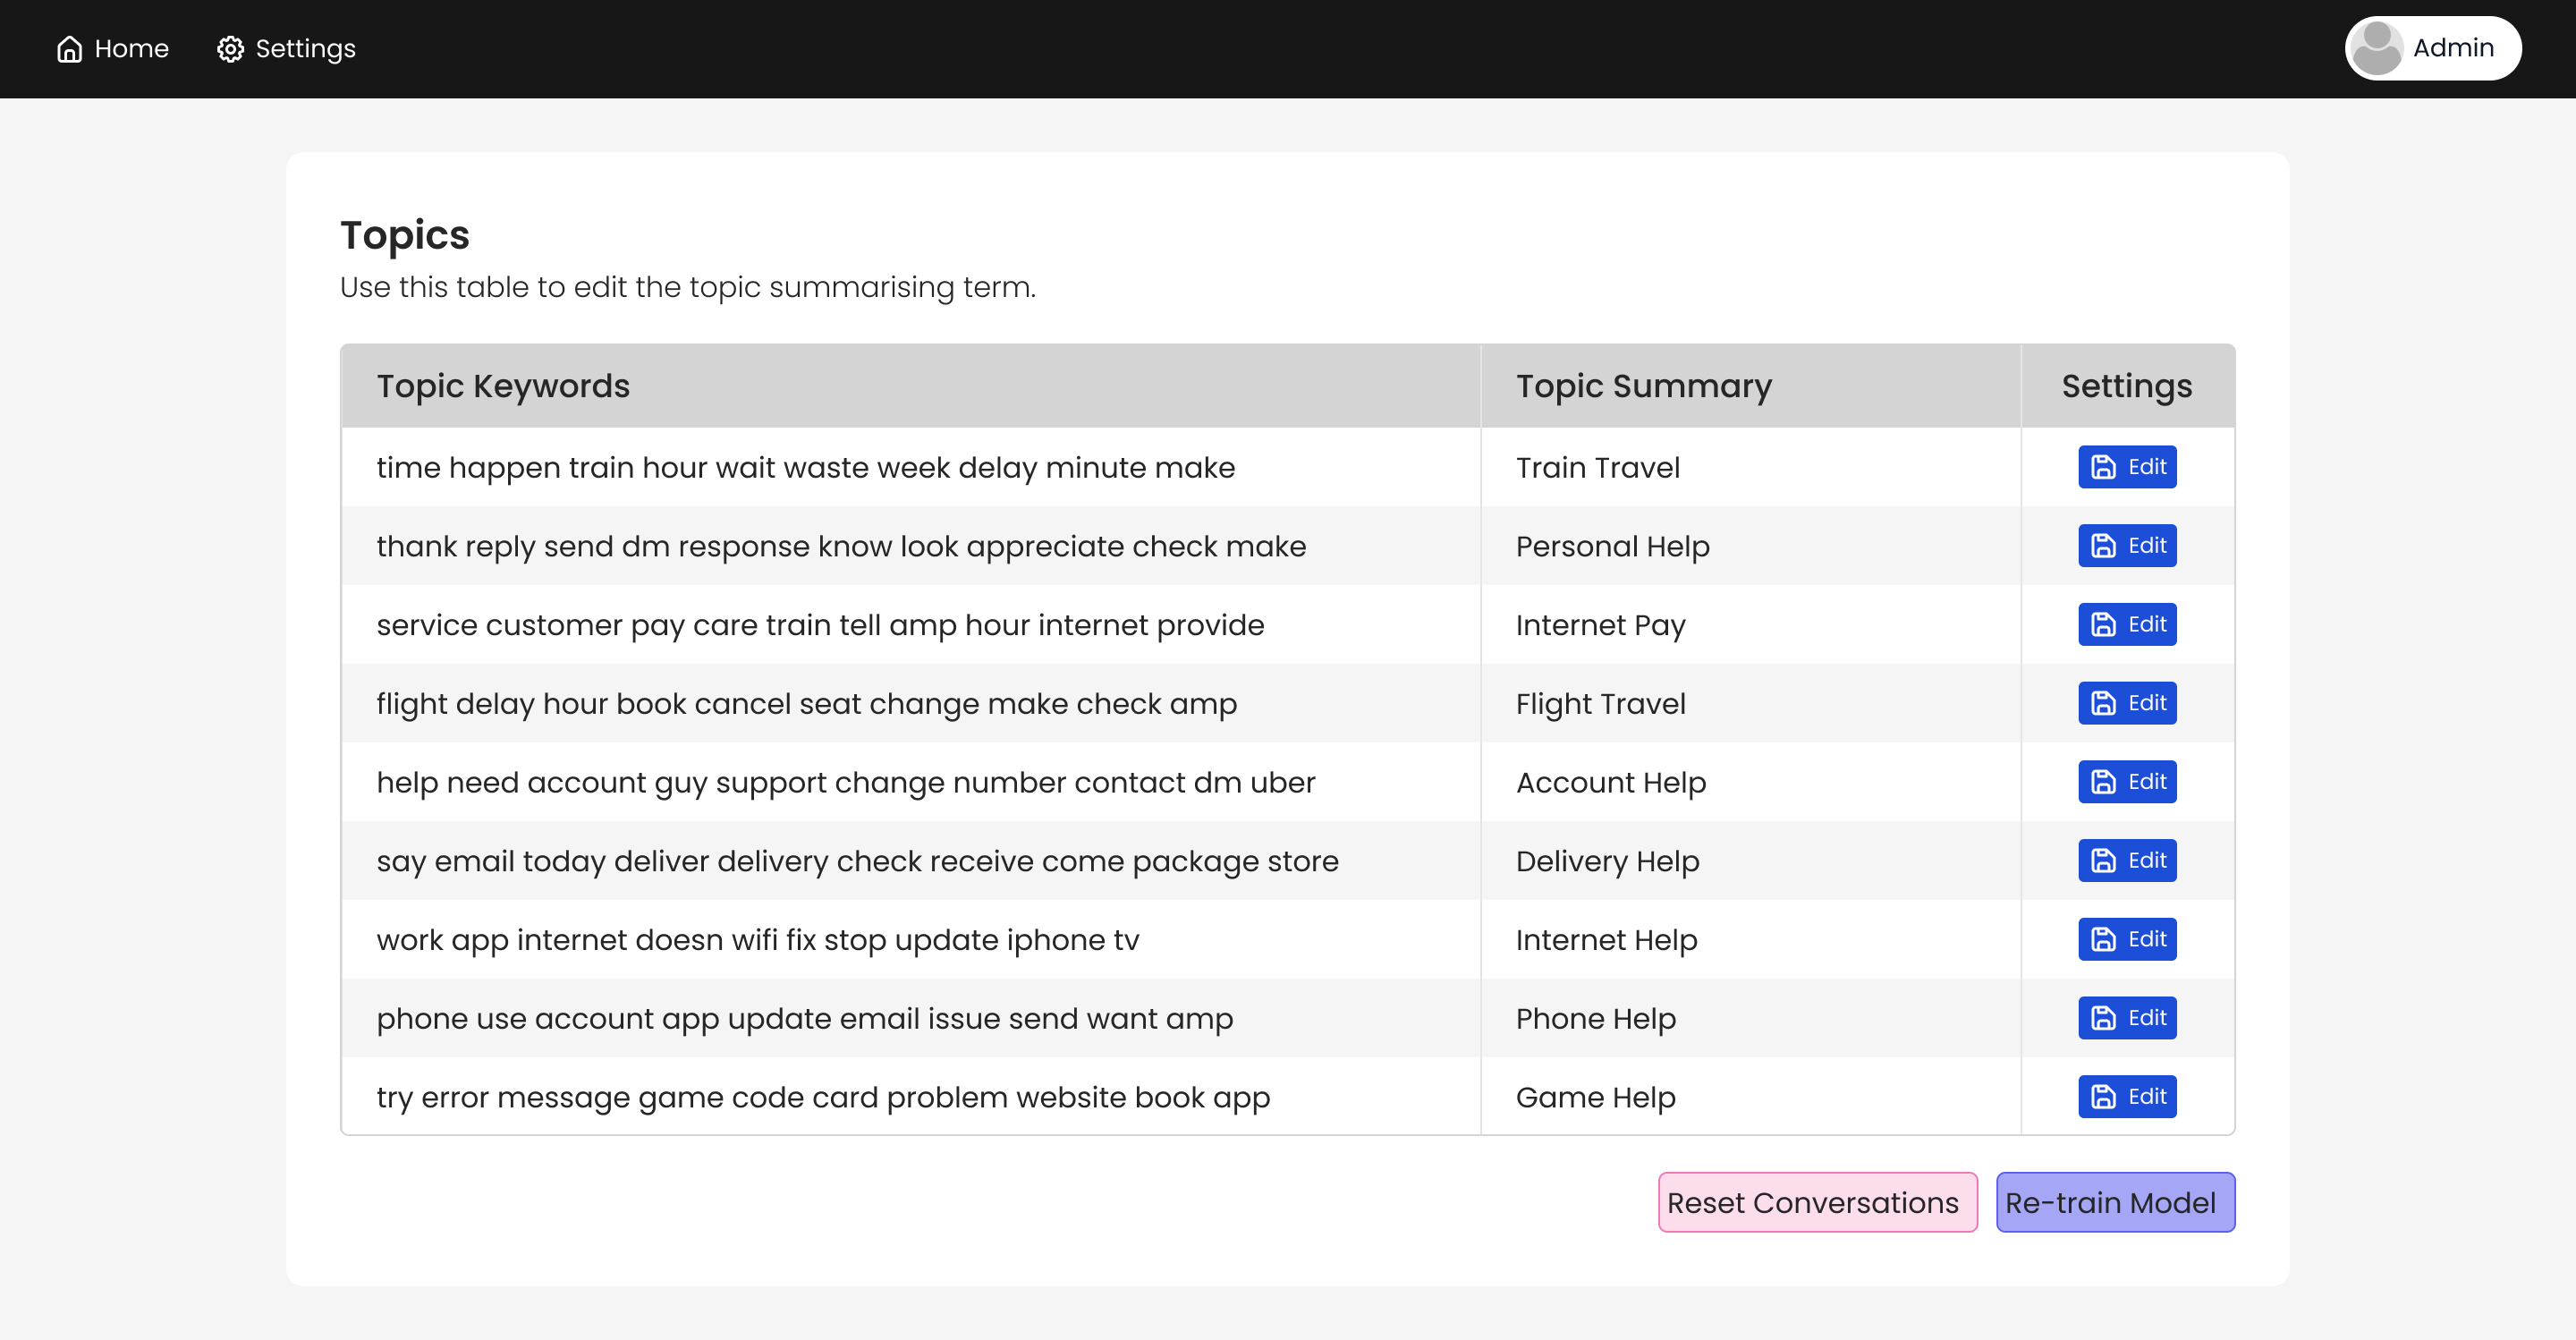 Home Settings Admin
Topics
Use this table to edit the topic summarising term.
Topic Keywords Topic Summary Settings
time happen train hour wait waste week delay minute make Train Travel Edit
thank reply send dm response know look appreciate check make Personal Help Edit
service customer pay care train tell amp hour internet provide Internet Pay Edit
flight delay hour book cancel seat change make check amp Flight Travel Edit
help need account guy support change number contact dm uber Account Help Edit
say email today deliver delivery check receive come package store Delivery Help Edit
work app internet doesn wifi fix stop update iphone tv Internet Help Edit
phone use account app update email issue send want amp Phone Help Edit
try error message game code card problem website book app Game Help Edit
Reset Conversations Re-train Model